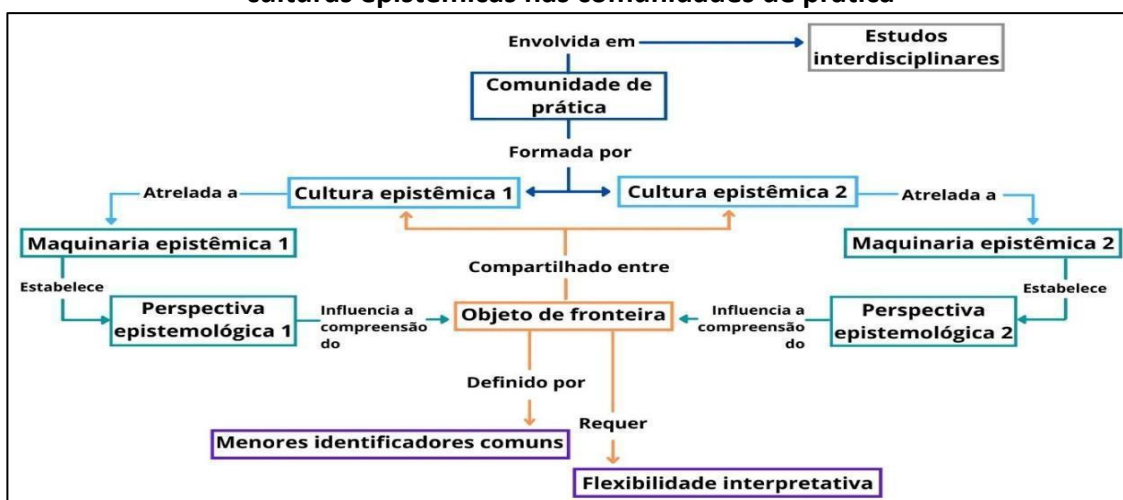 culturas epistêmicas nas comunidades de prática
Envolvida em
Estudos
interdisciplinares
Comunidade de
prática
Formada por
Atrelada a
Cultura epistêmica 1
Cultura epistêmica 2
Atrelada a
Maquinaria epistêmica 1
Maquinaria epistêmica 2
Compartilhado entre
Estabelece
Estabelece
Perspectiva
epistemológica 1
Influencia a
compreensão
do
Objeto de fronteira
Influencia a
compreensão
do
Perspectiva
epistemológica 2
Definido por
Requer
Menores identificadores comuns
Flexibilidade interpretativa